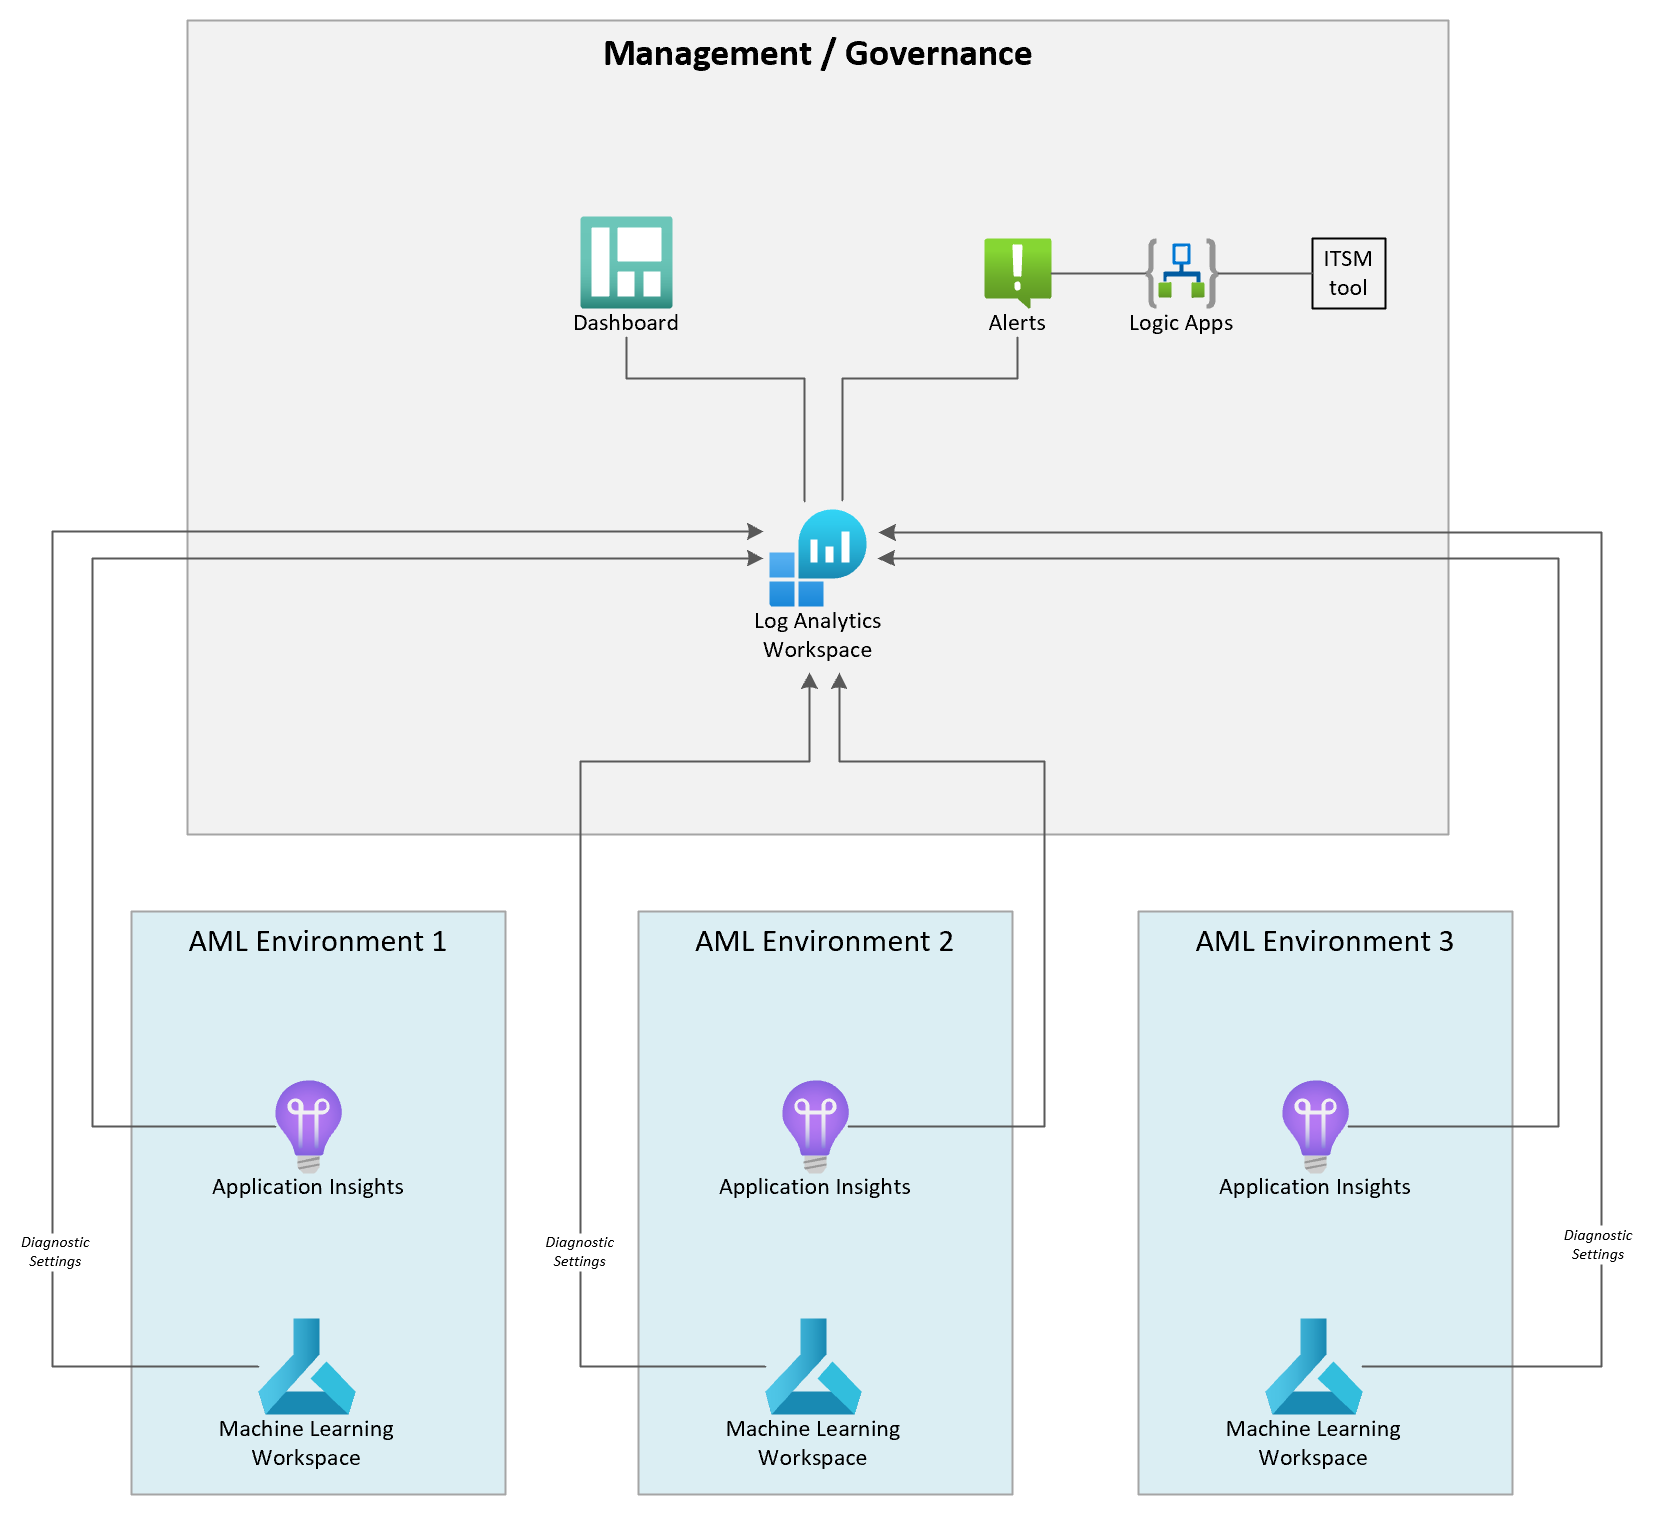 Management / Governance
Dashboard
Alerts
Logic Apps
ITSM
tool
Log Analytics
Workspace
AML Environment 1
Application Insights
Diagnostic
Settings
Machine Learning
Workspace
AML Environment 2
Application Insights
Diagnostic
Settings
Machine Learning
Workspace
AML Environment 3
Application Insights
Diagnostic
Settings
Machine Learning
Workspace